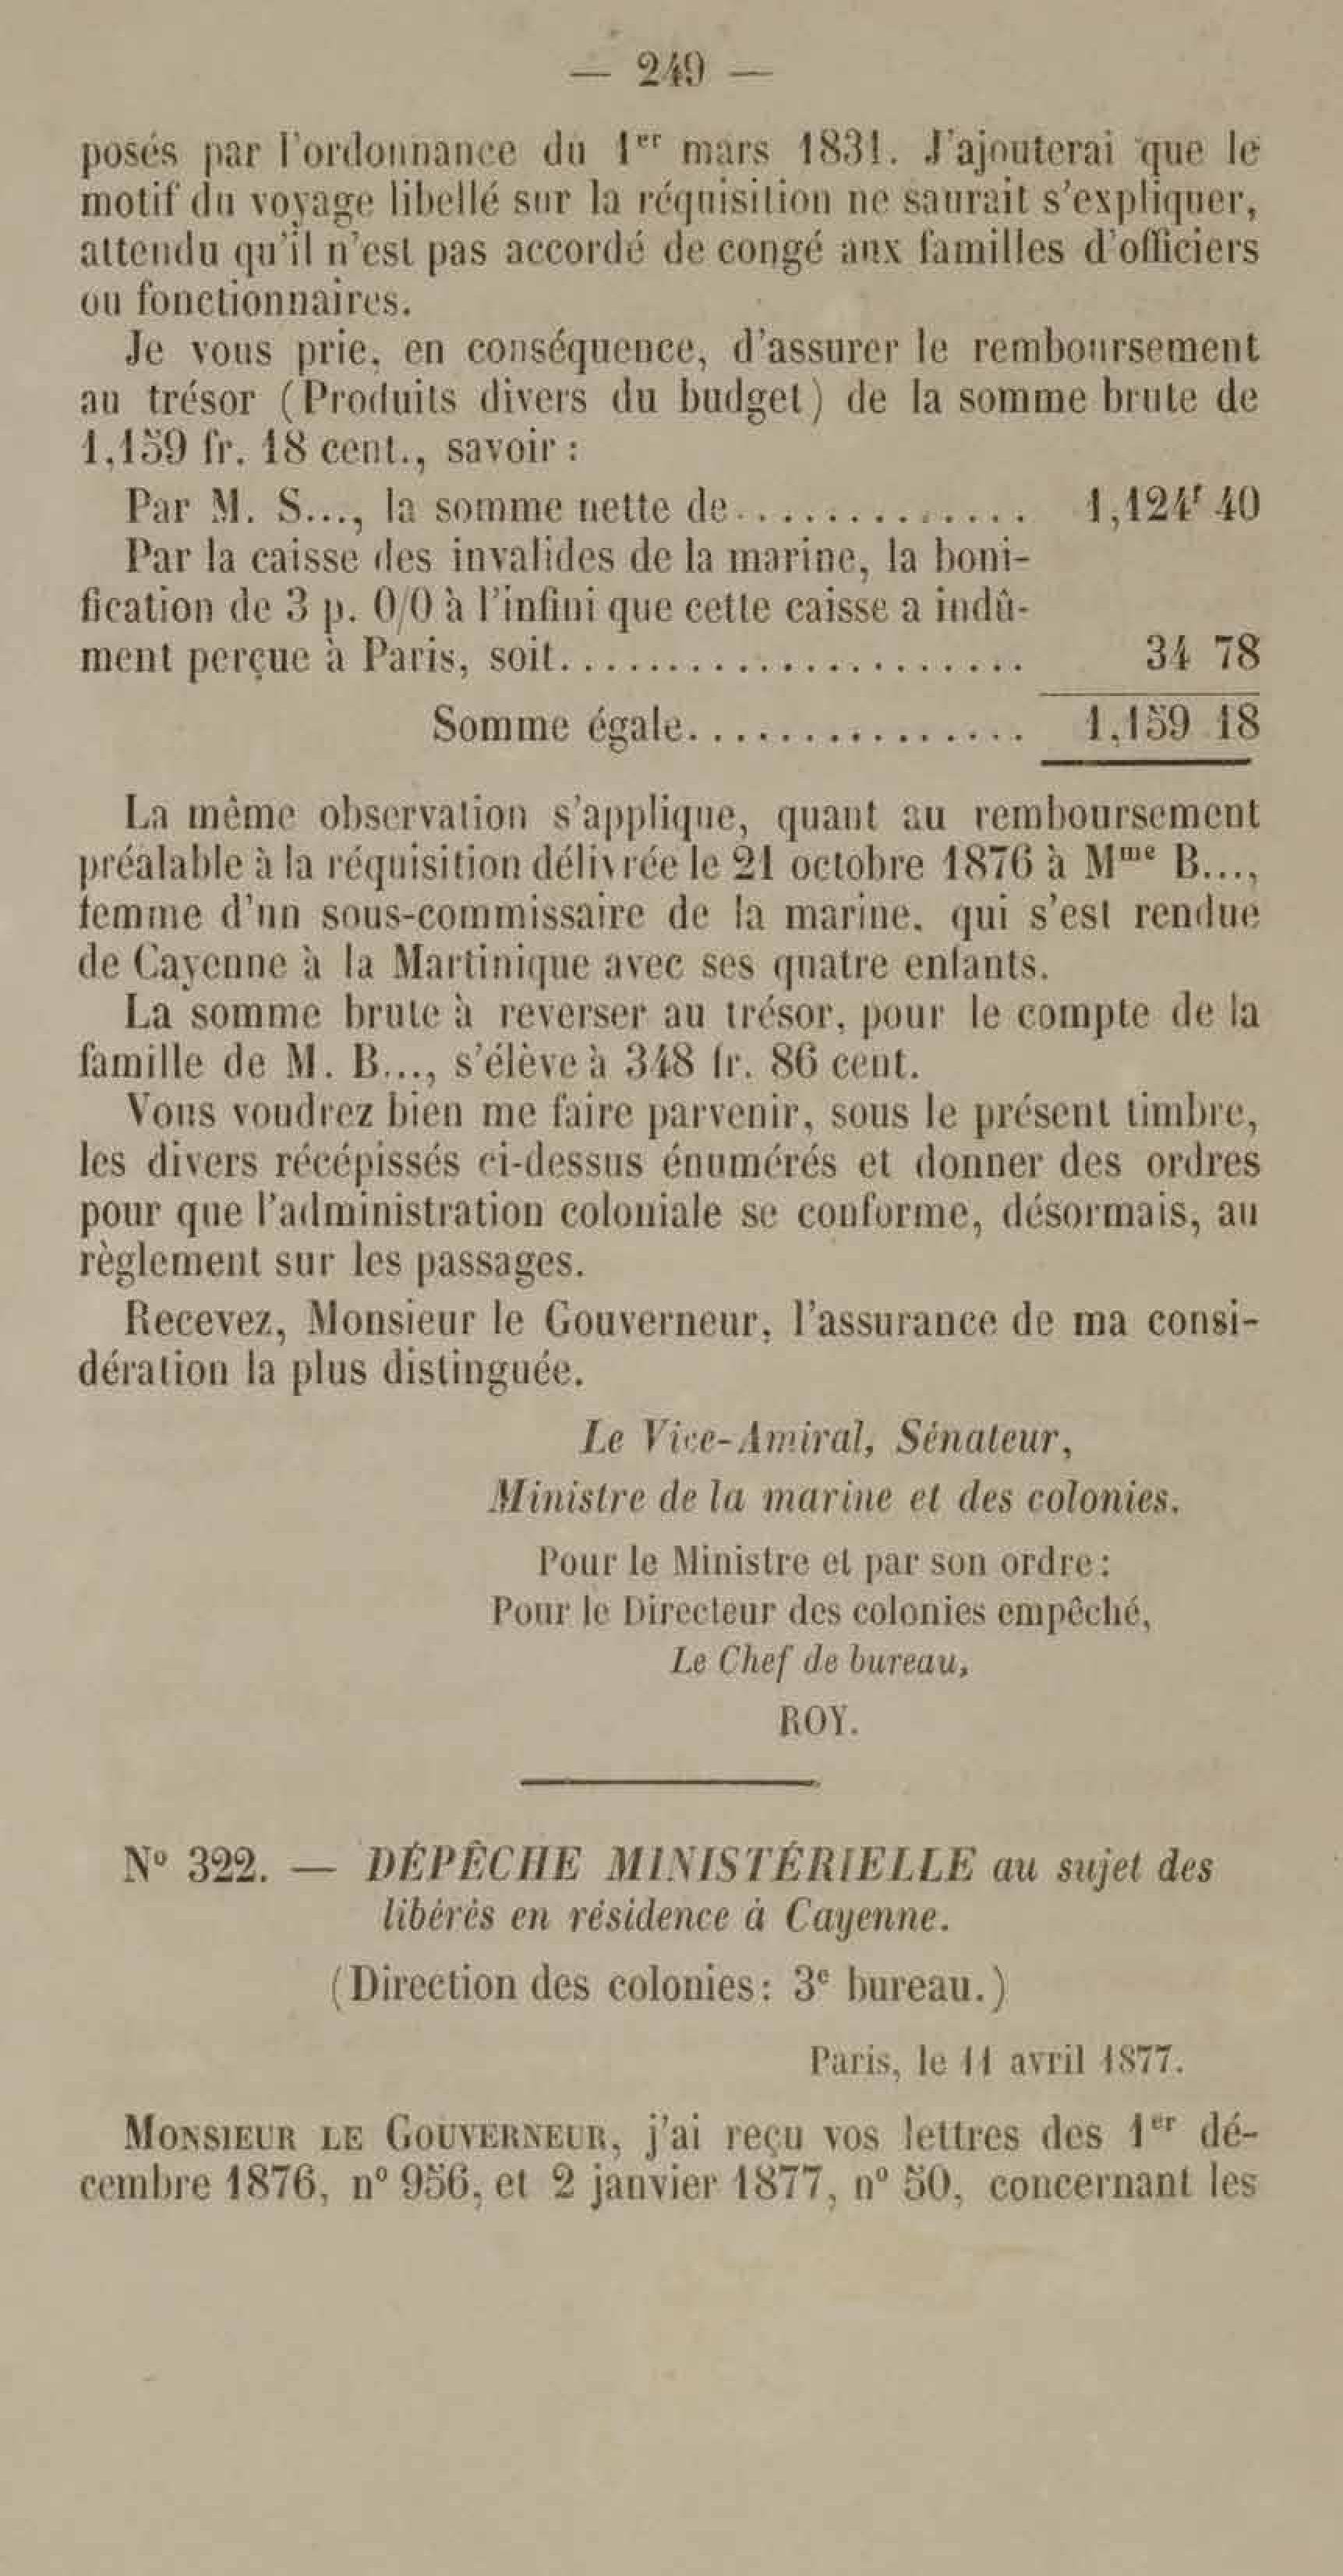 — 249 —
posés par l'ordonnance du 1er mars 1831. J'ajouterai que le
motif du voyage libellé sur la réquisition ne saurait s'expliquer,
attendu qu'il n'est pas accordé de congé aux familles d'officiers
ou fonctionnaires.
Je vous prie, en conséquence, d'assurer le remboursement
au trésor (Produits divers du budget) de la somme brute de
1,159 fr. 18 cent., savoir :
Par M. S..., la somme nette de.............. 1,124f 40
Par la caisse des invalides de la marine, la boni-
fication de 3 p. 0/0 à l'infini que cette caisse a indû-
ment perçue à Paris, soit...................... 34 78
Somme égale................ 1,159 18
La même observation s'applique, quant au remboursement
préalable à la réquisition délivrée le 21 octobre 1876 à Mme B...,
femme d'un sous-commissaire de la marine, qui s'est rendue
de Cayenne à la Martinique avec ses quatre enfants.
La somme brute à reverser au trésor, pour le compte de la
famille de M. B..., s'élève à 348 fr. 86 cent.
Vous voudrez bien me faire parvenir, sous le présent timbre,
les divers récépissés ci-dessus énumérés et donner des ordres
pour que l'administration coloniale se conforme, désormais, au
règlement sur les passages.
Recevez, Monsieur le Gouverneur, l'assurance de ma consi-
dération la plus distinguée.
Le Vice-Amiral, Sénateur,
Ministre de la marine et des colonies.
Pour le Ministre et par son ordre :
Pour le Directeur des colonies empêché,
Le Chef de bureau,
ROY.
N° 322. — DÉPÊCHE MINISTÉRIELLE au sujet des
libérés en résidence à Cayenne.
(Direction des colonies : 3e bureau.)
Paris, le 11 avril 1877.
MONSIEUR LE GOUVERNEUR, j'ai reçu vos lettres des 1er dé-
cembre 1876, n° 956, et 2 janvier 1877, n° 50, concernant les